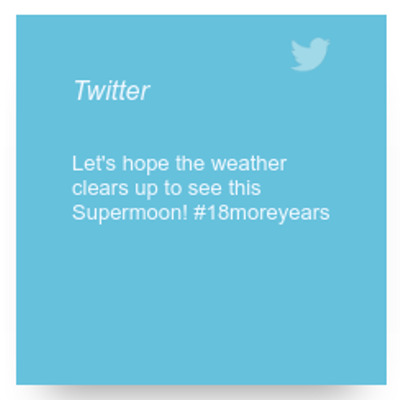 Twitter
Let's hope the weather
clears up to see this
Supermoon! #18moreyears